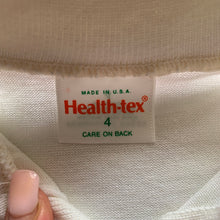 MADE IN U.S.A.
Health-tex®
4
CARE ON BACK